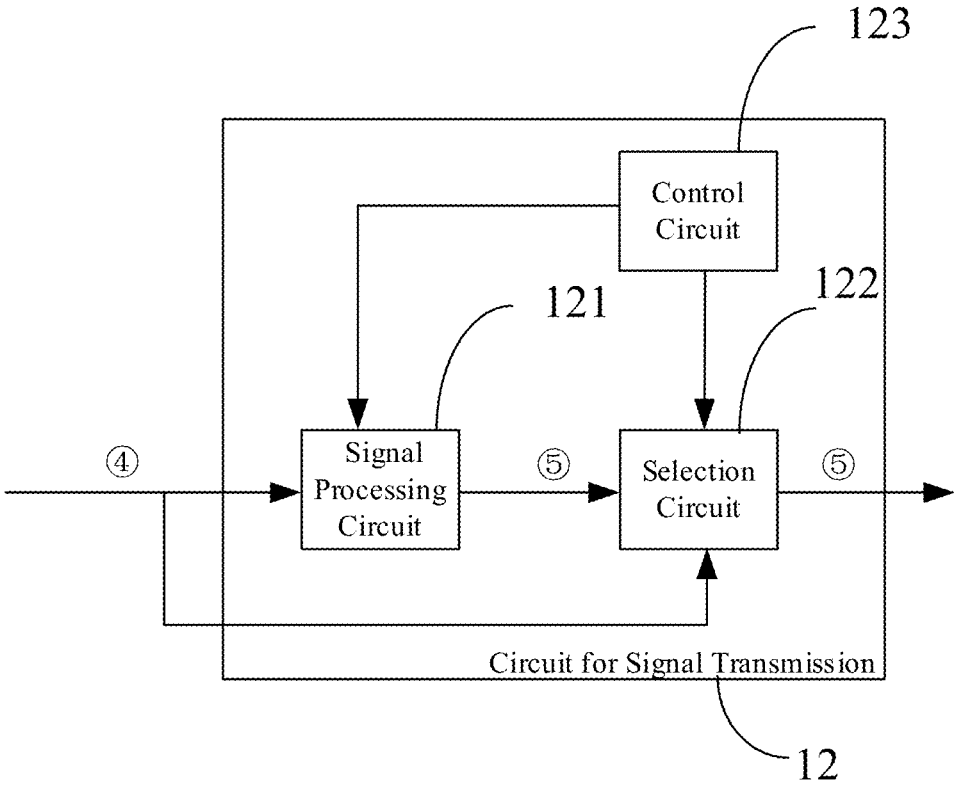 123
Control
Circuit
121
122
④
Signal
Processing
Circuit
⑤
Selection
Circuit
⑤
Circuit for Signal Transmission
12